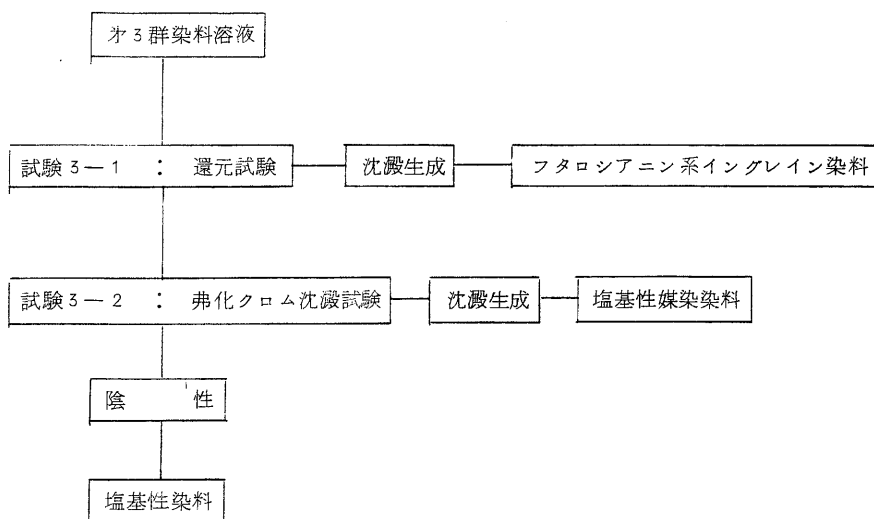 才3群染料溶液
試験3-1 : 還元試験 沈澱生成 フタロシアニン系イングレイン染料
試験3-2 : 弗化クロム沈澱試験 沈澱生成 塩基性媒染染料
陰 性
塩基性染料